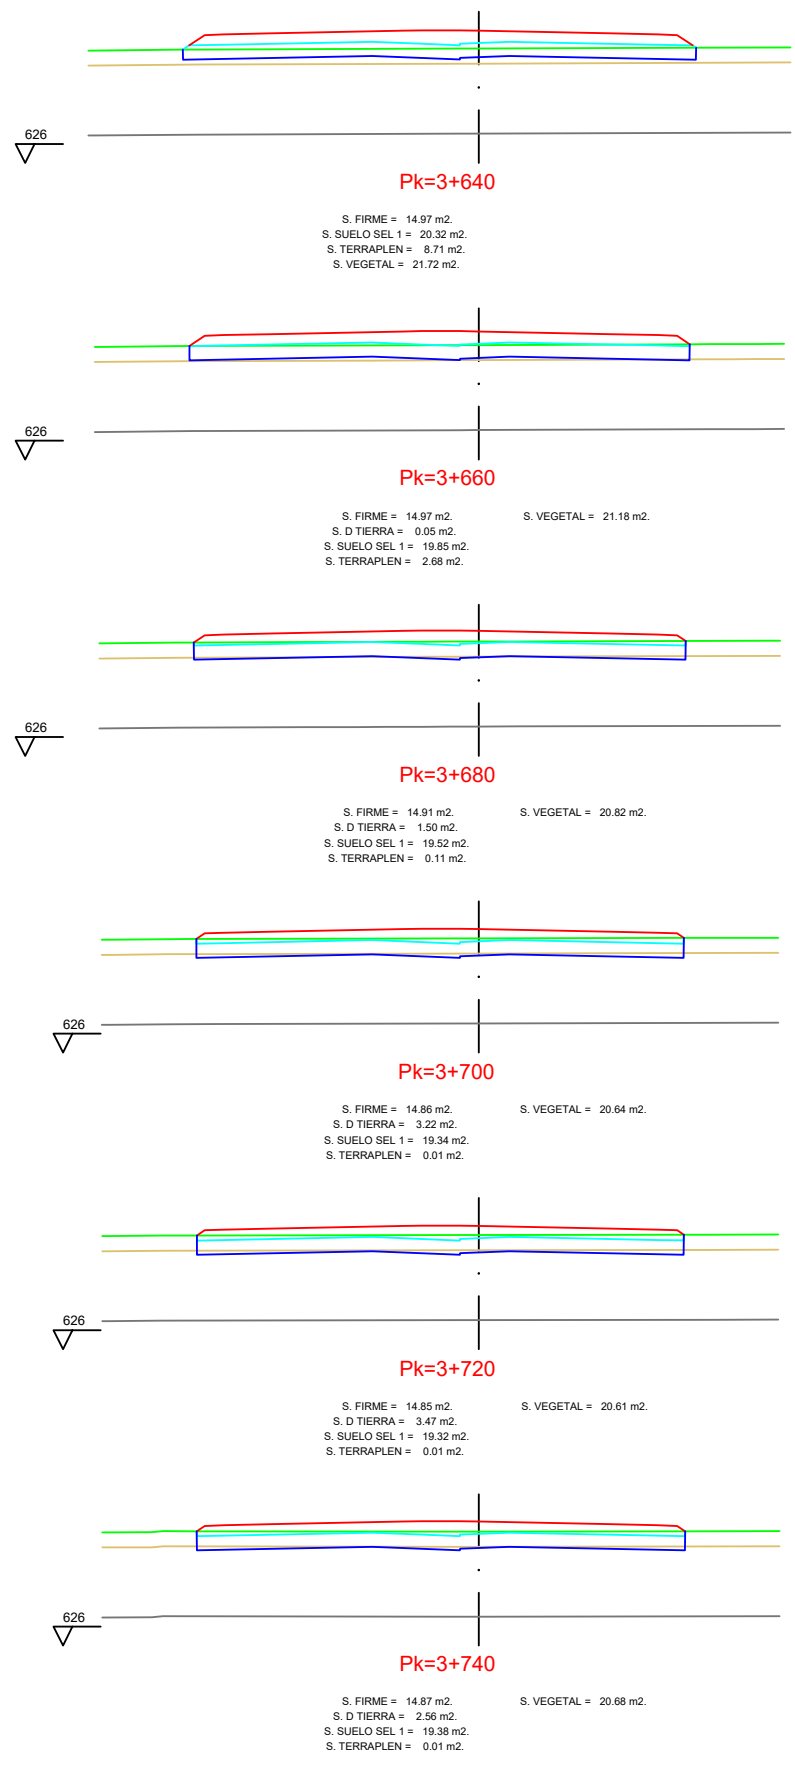 626
Pk=3+640
S. FIRME = 14.97 m2.
S. SUELO SEL 1 = 20.32 m2.
S. TERRAPLEN = 8.71 m2.
S. VEGETAL = 21.72 m2.
626
Pk=3+660
S. FIRME = 14.97 m2. S. VEGETAL = 21.18 m2.
S. D TIERRA = 0.05 m2.
S. SUELO SEL 1 = 19.85 m2.
S. TERRAPLEN = 2.68 m2.
626
Pk=3+680
S. FIRME = 14.91 m2. S. VEGETAL = 20.82 m2.
S. D TIERRA = 1.50 m2.
S. SUELO SEL 1 = 19.52 m2.
S. TERRAPLEN = 0.11 m2.
626
Pk=3+700
S. FIRME = 14.86 m2. S. VEGETAL = 20.64 m2.
S. D TIERRA = 3.22 m2.
S. SUELO SEL 1 = 19.34 m2.
S. TERRAPLEN = 0.01 m2.
626
Pk=3+720
S. FIRME = 14.85 m2. S. VEGETAL = 20.61 m2.
S. D TIERRA = 3.47 m2.
S. SUELO SEL 1 = 19.32 m2.
S. TERRAPLEN = 0.01 m2.
626
Pk=3+740
S. FIRME = 14.87 m2. S. VEGETAL = 20.68 m2.
S. D TIERRA = 2.56 m2.
S. SUELO SEL 1 = 19.38 m2.
S. TERRAPLEN = 0.01 m2.